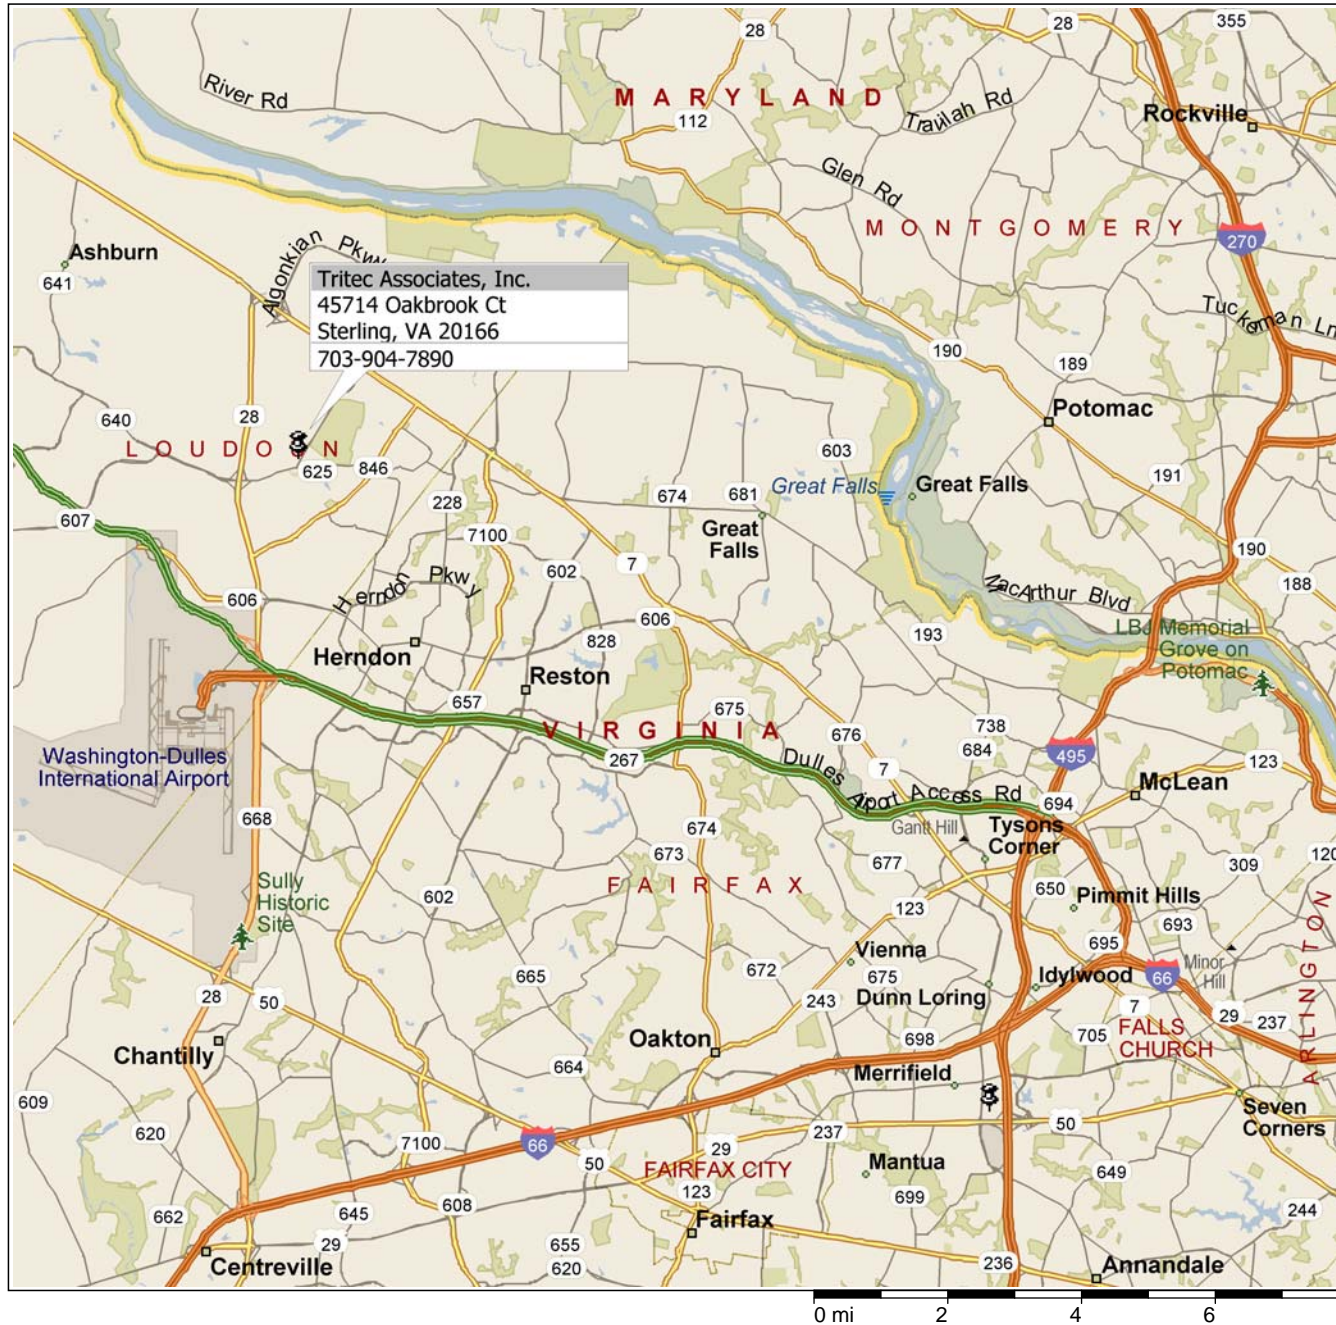 355
28
28
River Rd
MARYLAND
Travilah Rd
112
Rockville
Glen Rd
MONTGOMERY
270
Ashburn
641
Algonkian Pkwy
Tritec Associates, Inc.
45714 Oakbrook Ct
Sterling, VA 20166
703-904-7890
Tuckerman Ln
190
189
Potomac
640
28
LOUDOUN
625
846
603
191
228
674
681
Great Falls
Great Falls
607
7100
Great
Falls
7
602
190
188
Herndon Pkwy
MacArthur Blvd
606
606
193
LBJ Memorial
Grove on
Potomac
828
Herndon
Reston
657
675
VIRGINIA
738
676
684
Washington-Dulles
International Airport
267
7
495
123
Dulles Airport Access Rd
McLean
694
668
674
Gantt Hill
Tysons
Corner
673
677
309
120
FAIRFAX
Sully
Historic
Site
602
650
Pimmit Hills
123
693
ARLINGTON
695
Vienna
Minor
Hill
665
672
675
Idylwood
66
28
50
243
Dunn Loring
7
29
237
Chantilly
Oakton
698
705
FALLS
CHURCH
664
Merrifield
609
Seven
Corners
620
7100
66
237
50
29
50
FAIRFAX CITY
Mantua
649
123
699
662
645
608
244
Fairfax
29
655
Centreville
620
236
Annandale
0 mi 2 4 6